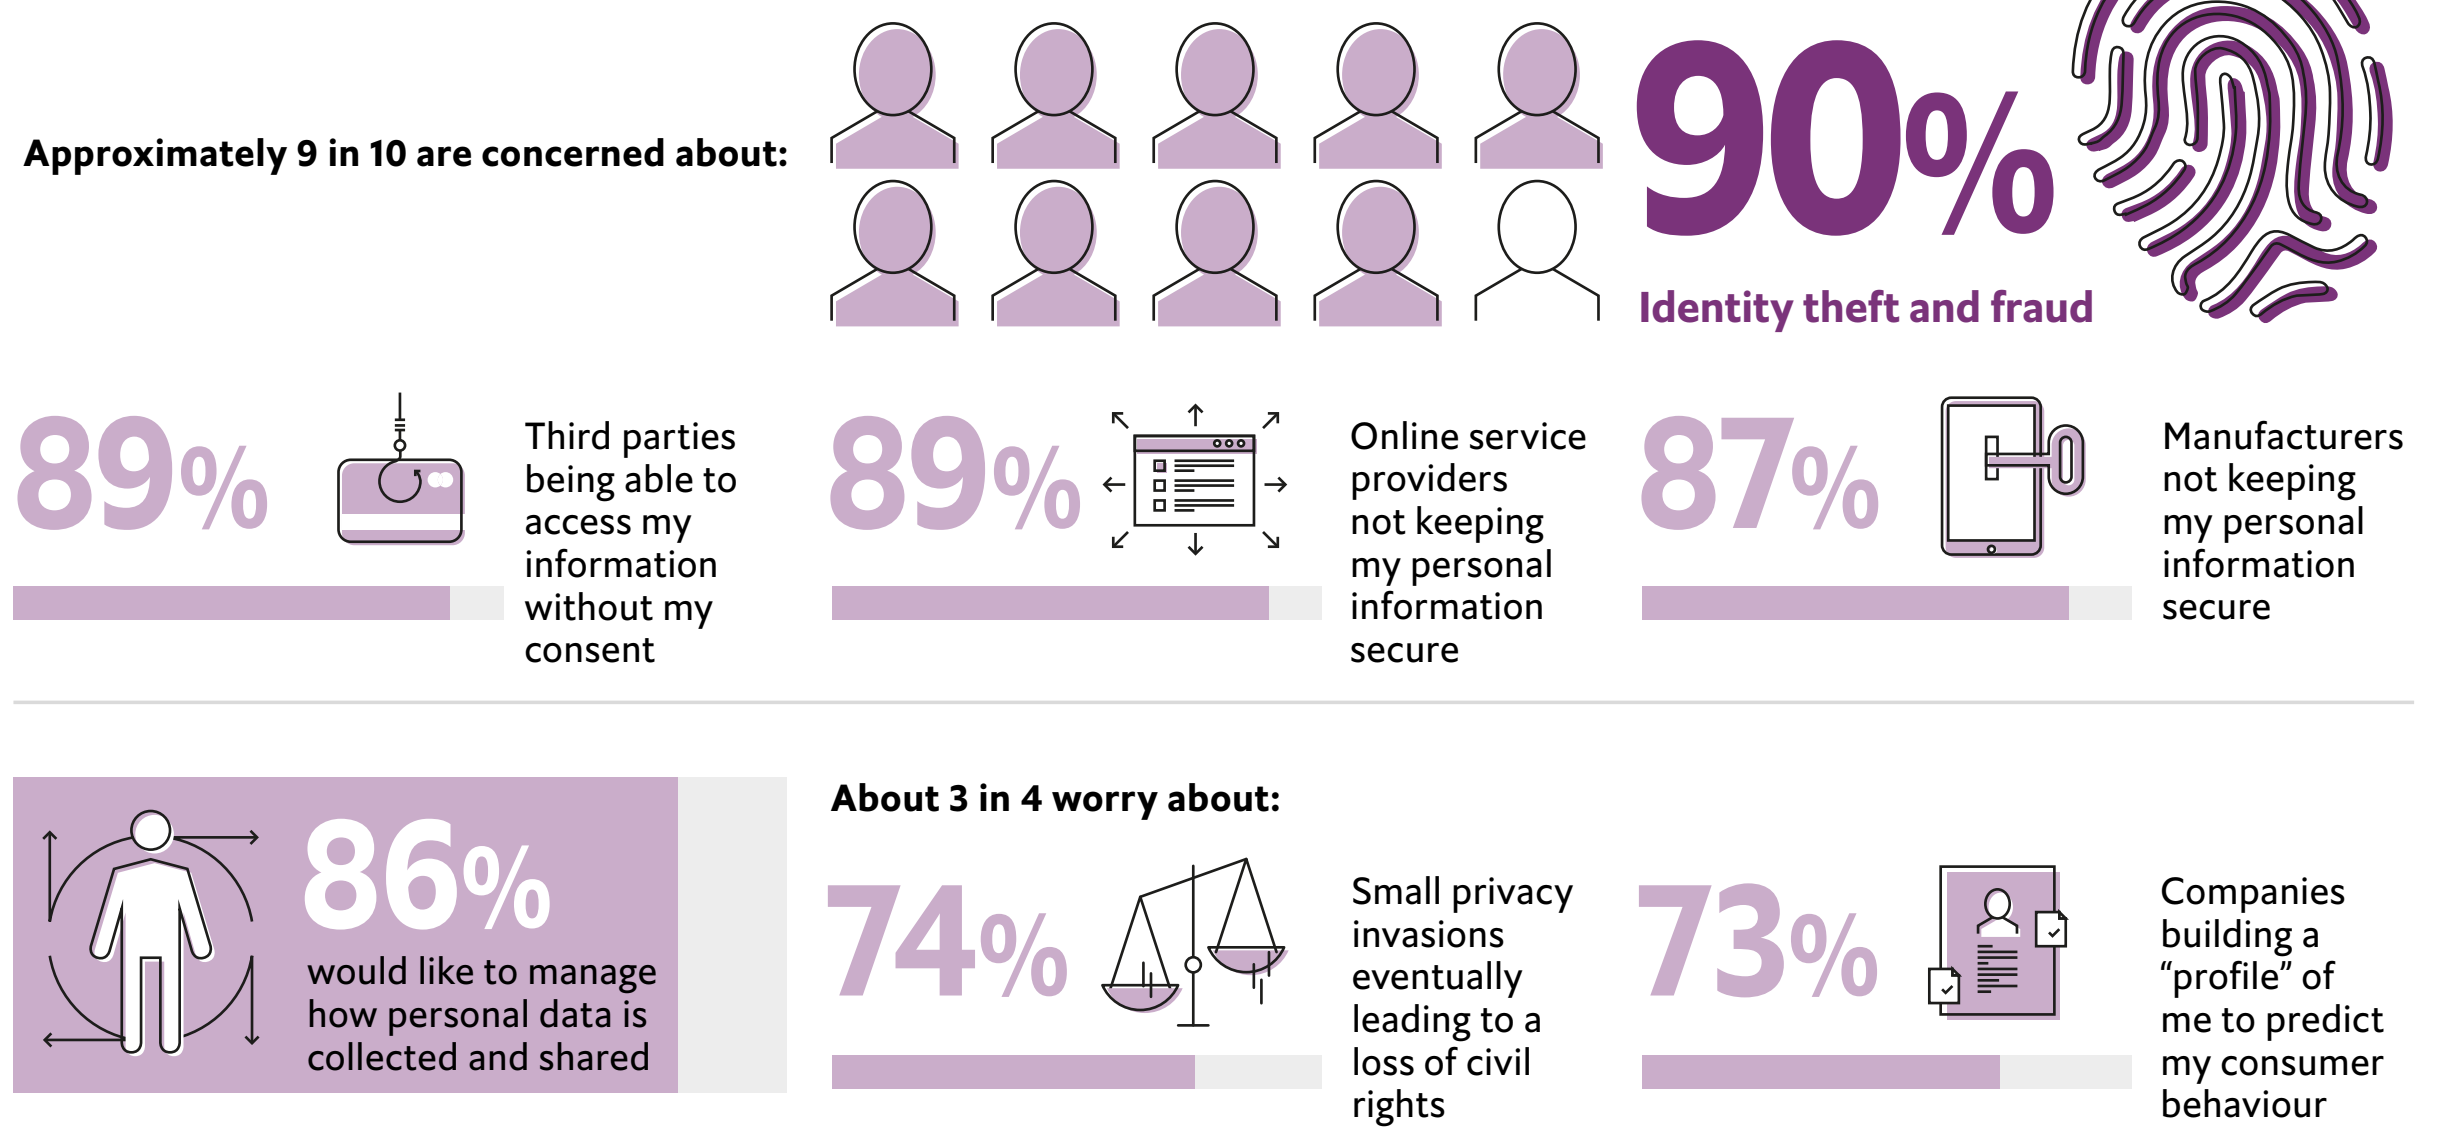 Approximately 9 in 10 are concerned about:
90%
Identity theft and fraud
89%
Third parties
being able to
access my
information
without my
consent
89%
Online service
providers
not keeping
my personal
information
secure
87%
Manufacturers
not keeping
my personal
information
secure
86%
would like to manage
how personal data is
collected and shared
About 3 in 4 worry about:
74%
Small privacy
invasions
eventually
leading to a
loss of civil
rights
73%
Companies
building a
“profile” of
me to predict
my consumer
behaviour